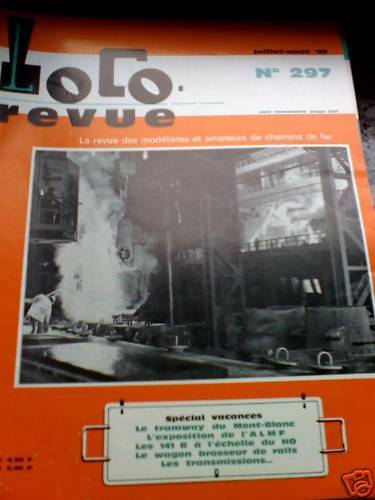 LOCO
revue
juillet-août
N° 297
La revue des modélistes et amateurs de chemins de fer
Spécial vacances
Le tramway du Mont-Blanc
L'exposition de l'ALMF
Les 141 R à l'échelle du HO
Le wagon brosseur de rails
Les transmissions...